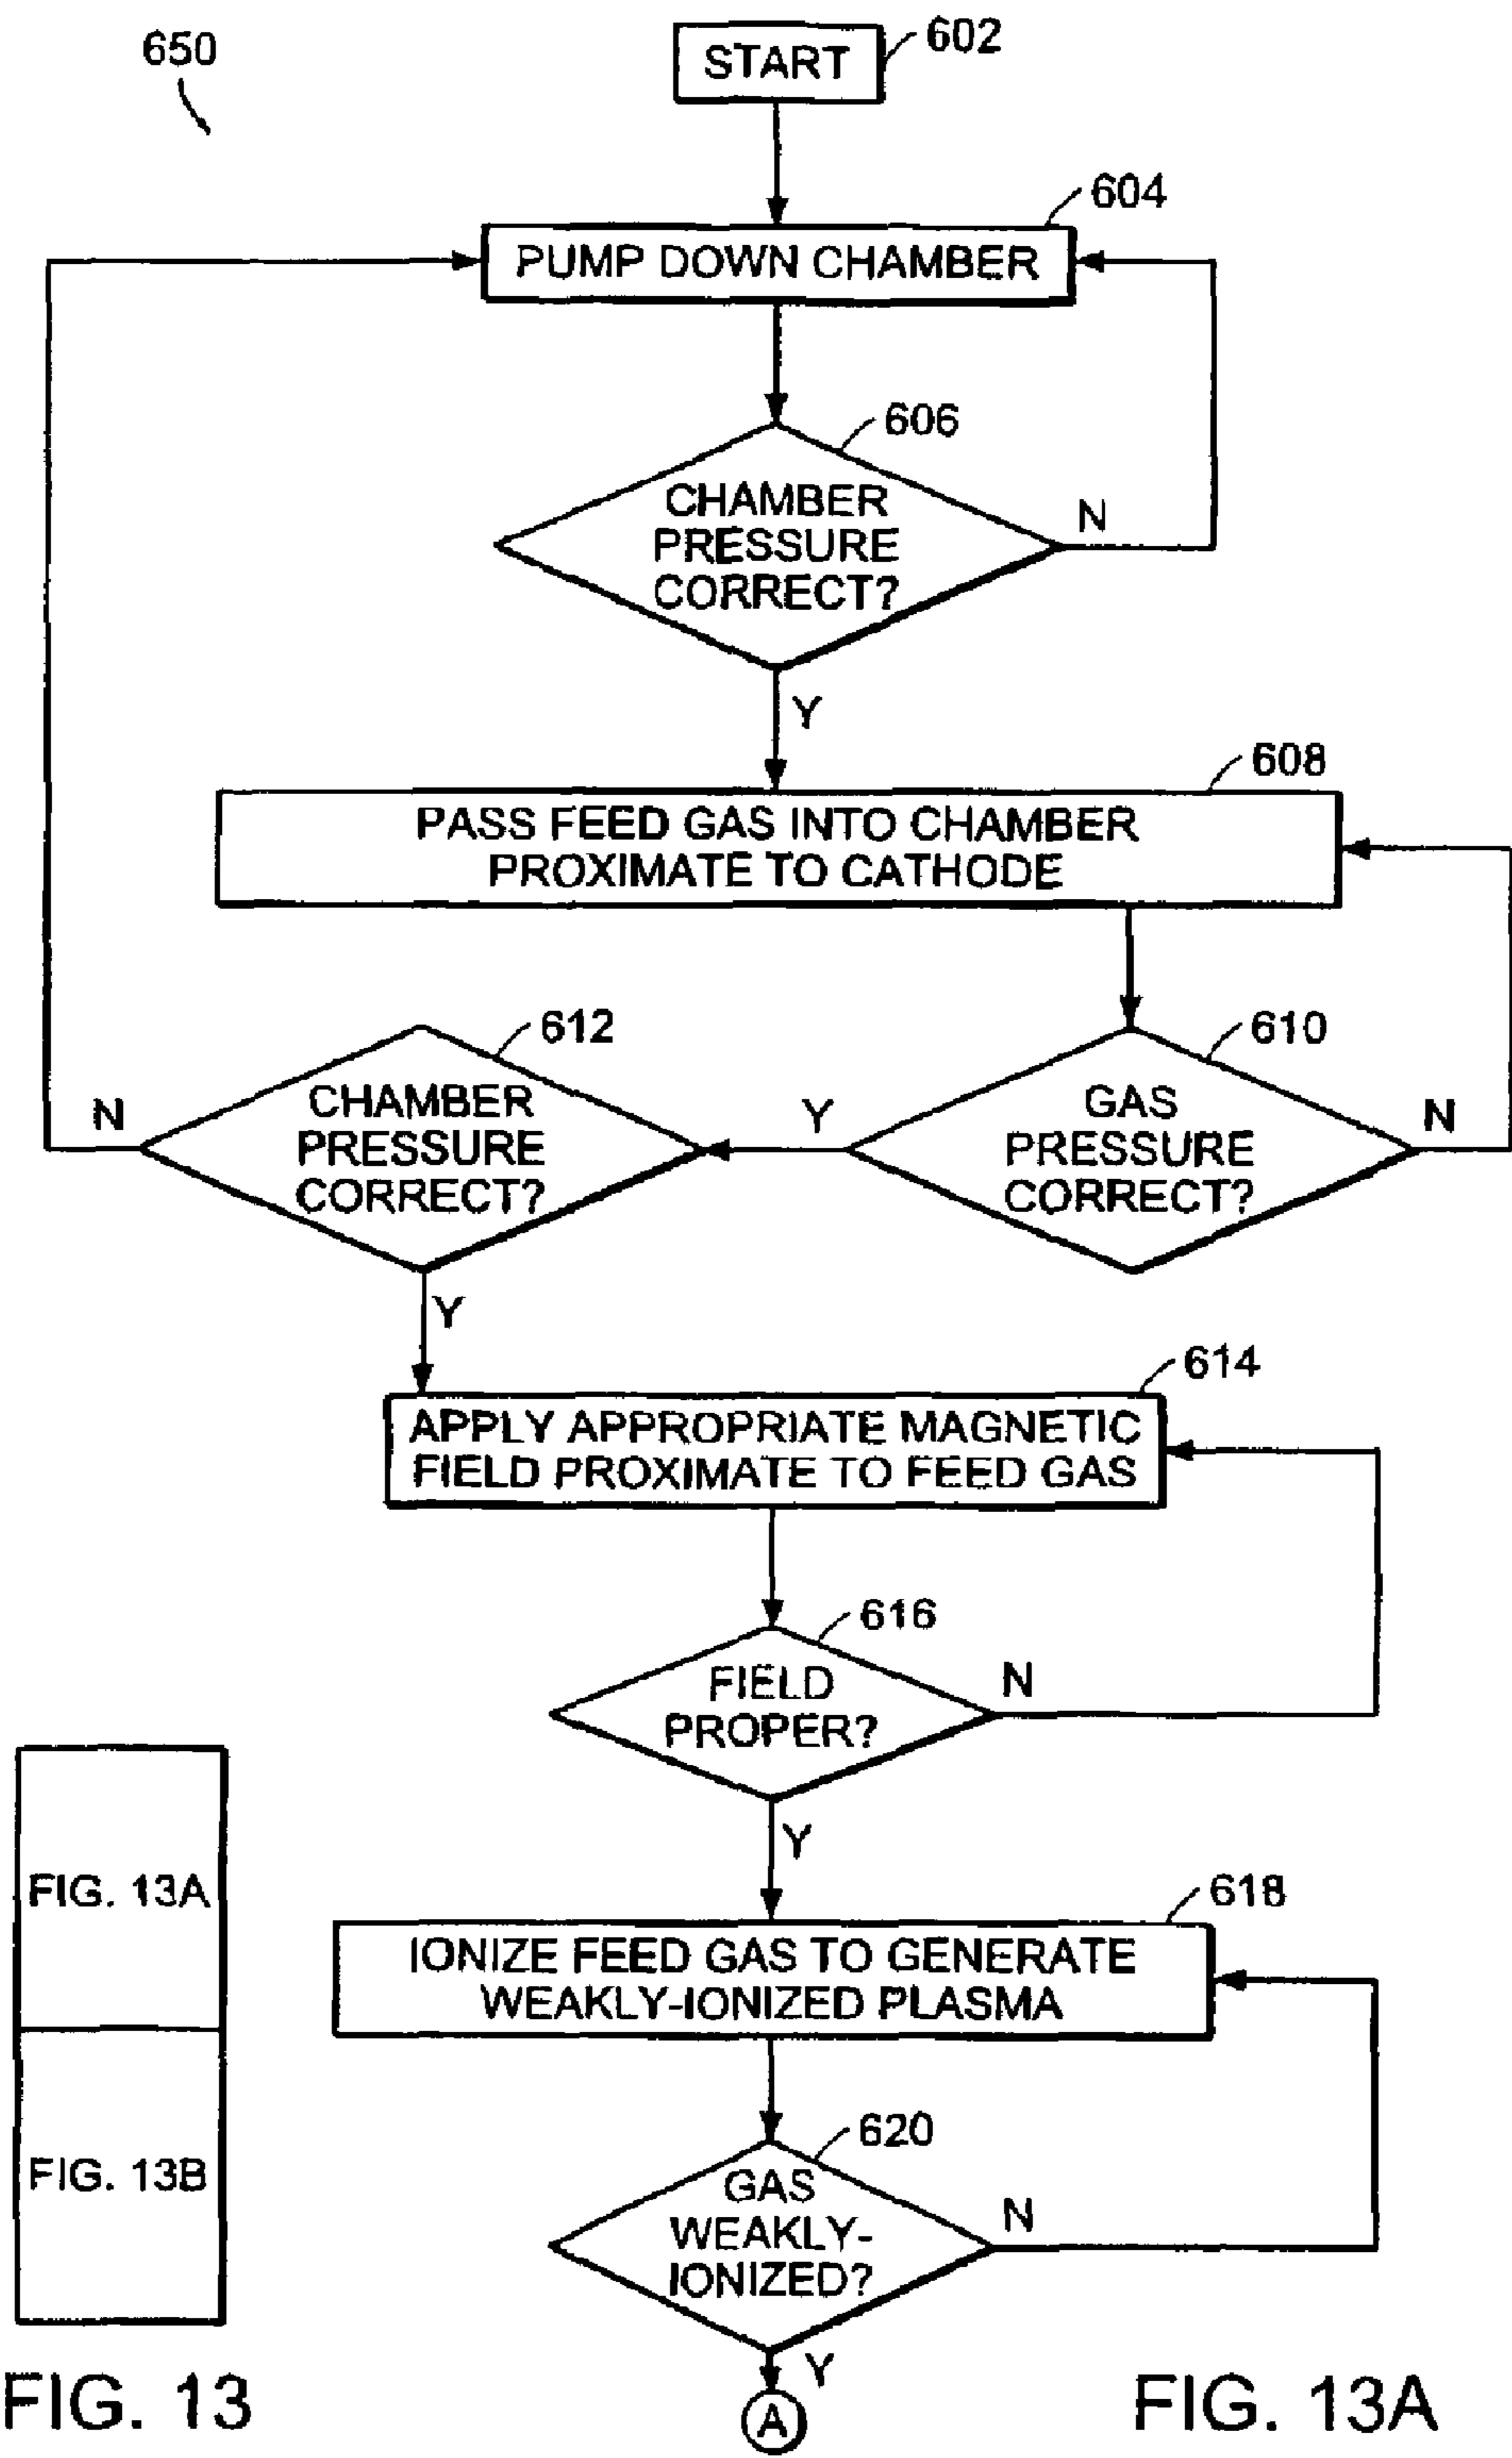 650
START
602
604
PUMP DOWN CHAMBER
606
CHAMBER
PRESSURE
CORRECT?
N
Y
608
PASS FEED GAS INTO CHAMBER
PROXIMATE TO CATHODE
612
CHAMBER
PRESSURE
CORRECT?
N
Y
610
GAS
PRESSURE
CORRECT?
N
Y
614
APPLY APPROPRIATE MAGNETIC
FIELD PROXIMATE TO FEED GAS
616
FIELD
PROPER?
N
Y
618
IONIZE FEED GAS TO GENERATE
WEAKLY-IONIZED PLASMA
620
GAS
WEAKLY-
IONIZED?
N
Y
A
FIG. 13A
FIG. 13B
FIG. 13
FIG. 13A